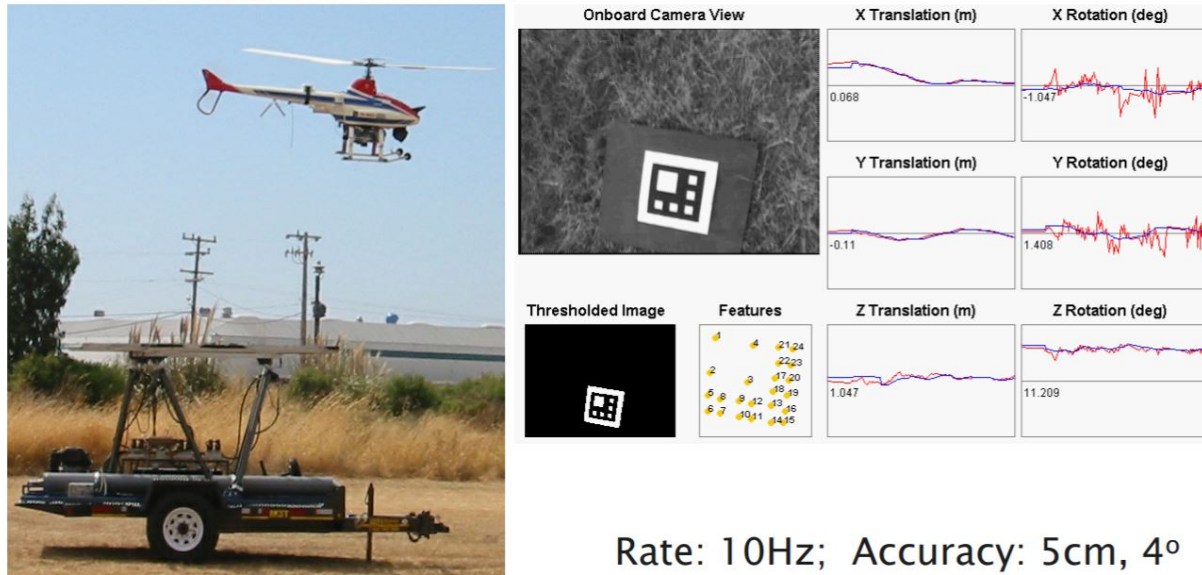 Onboard Camera View
X Translation (m)
X Rotation (deg)
0.068
-1.047
Y Translation (m)
Y Rotation (deg)
-0.11
1.408
Thresholded Image
Features
Z Translation (m)
Z Rotation (deg)
1 4 21 24
22 23
2 3 17 20
18 19
5 8 9 12 13
6 7 10 11 14 15 16
1.047
11.209
Rate: 10Hz; Accuracy: 5cm, 4º